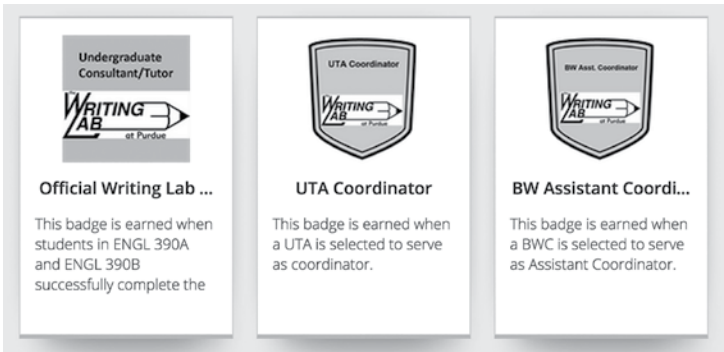 Undergraduate
Consultant/Tutor
WRITING
LAB
at Purdue
Official Writing Lab ...
This badge is earned when
students in ENGL 390A
and ENGL 390B
successfully complete the
UTA Coordinator
WRITING
LAB
at Purdue
UTA Coordinator
This badge is earned when
a UTA is selected to serve
as coordinator.
BW Asst. Coordinator
WRITING
LAB
at Purdue
BW Assistant Coordi...
This badge is earned when
a BWC is selected to serve
as Assistant Coordinator.